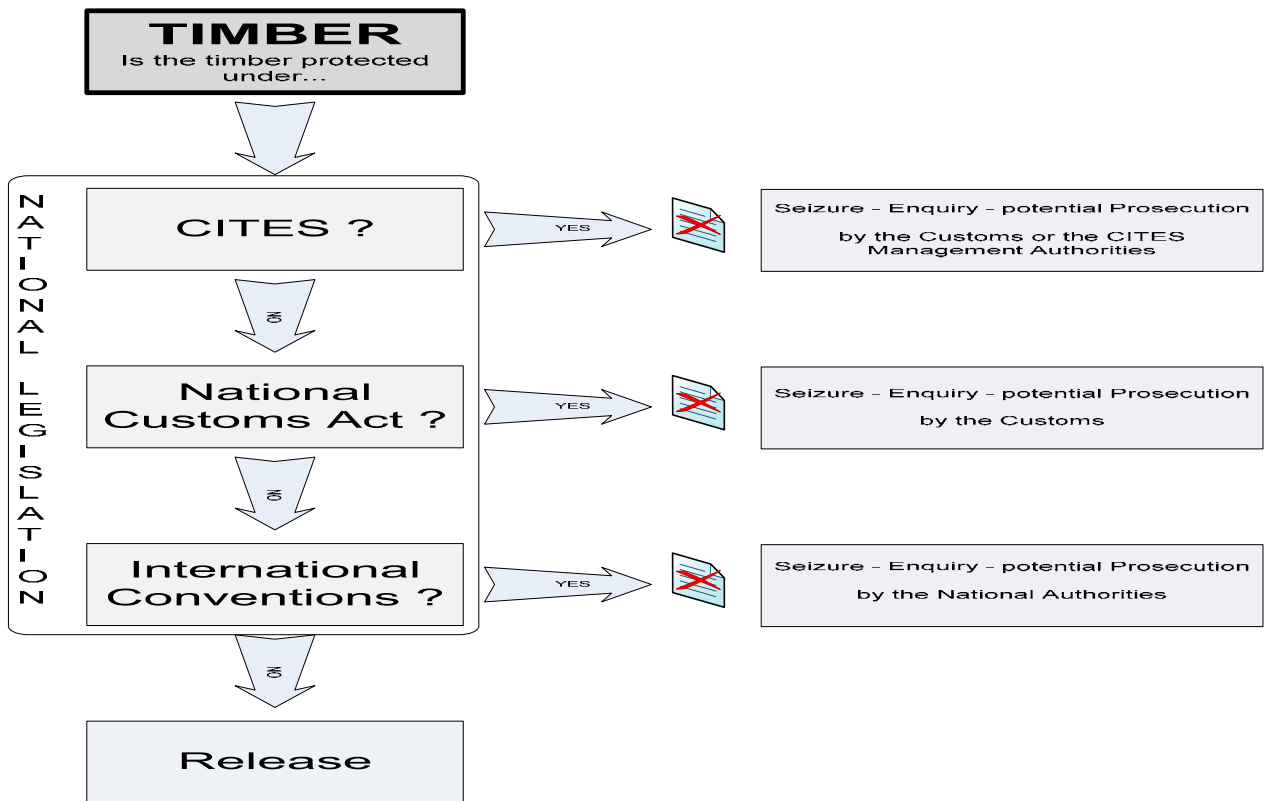 TIMBER
Is the timber protected
under...
NATIONAL LEGISLATION
CITES ?
YES
Seizure - Enquiry - potential Prosecution
by the Customs or the CITES
Management Authorities
NO
National
Customs Act ?
YES
Seizure - Enquiry - potential Prosecution
by the Customs
NO
International
Conventions ?
YES
Seizure - Enquiry - potential Prosecution
by the National Authorities
NO
Release